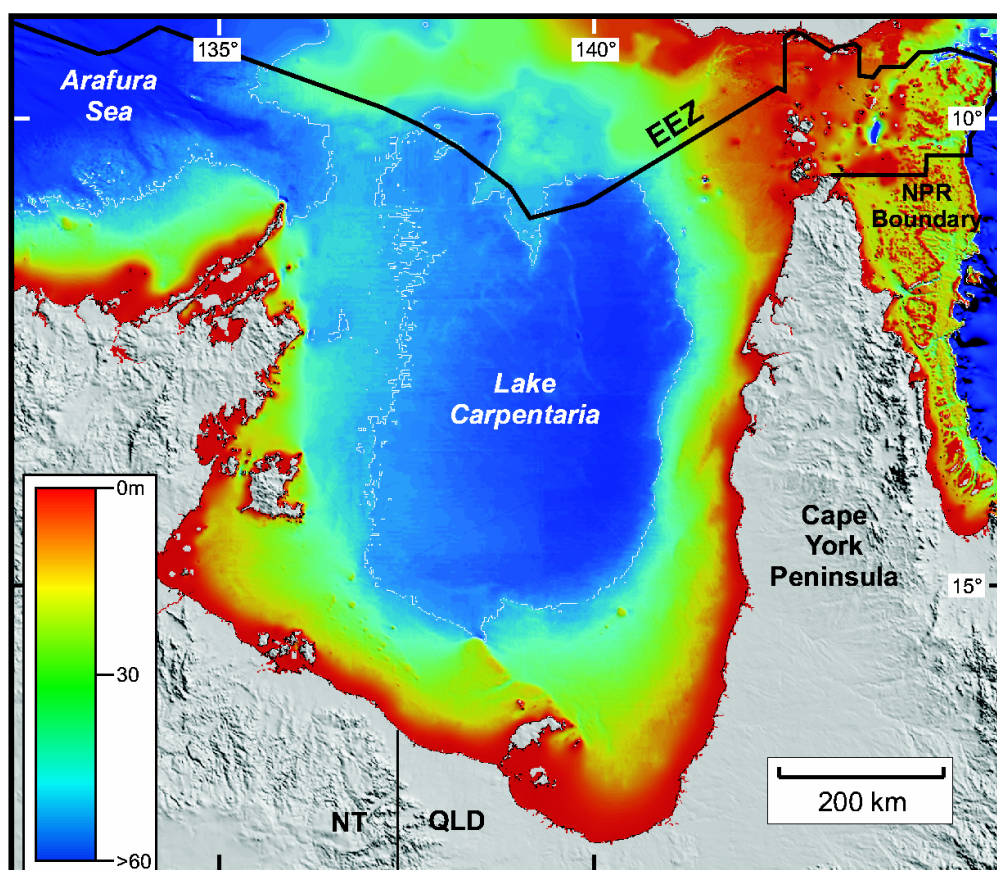 135°
140°
Arafura
Sea
10°
EEZ
NPR
Boundary
Lake
Carpentaria
0m
30
>60
Cape
York
Peninsula
15°
200 km
NT
QLD